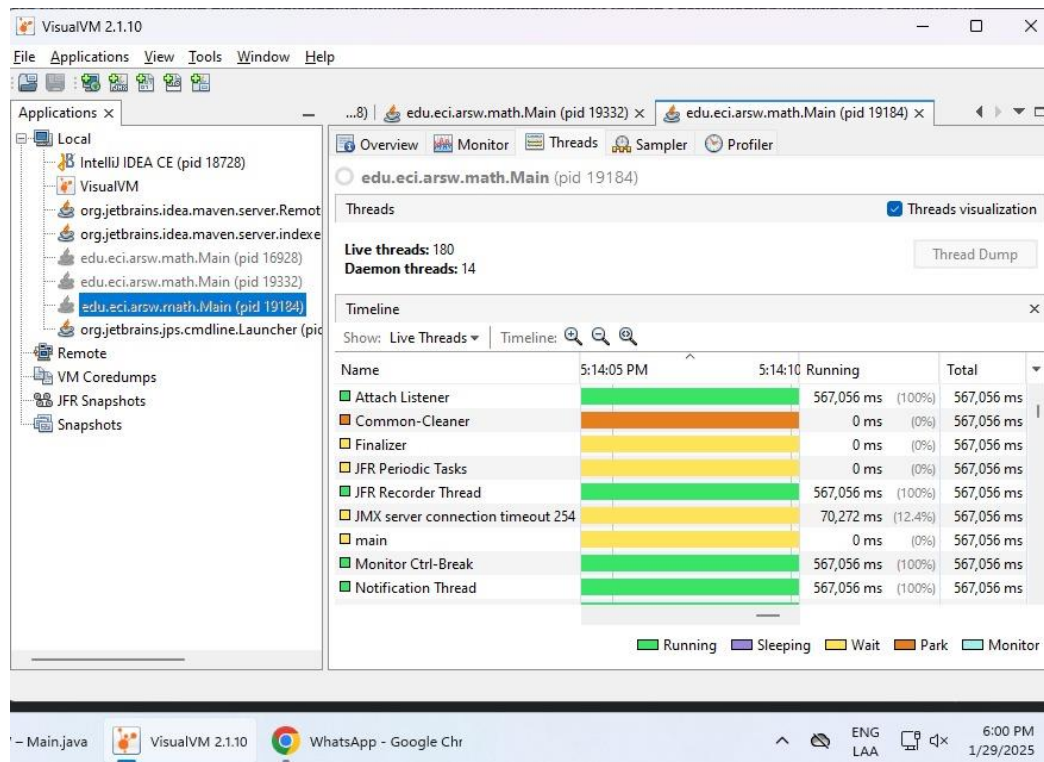 VisualVM 2.1.10
File Applications View Tools Window Help
Applications
...8) edu.eci.arsw.math.Main (pid 19332) edu.eci.arsw.math.Main (pid 19184)
Local
IntelliJ IDEA CE (pid 18728)
VisualVM
org.jetbrains.idea.maven.server.Remot
org.jetbrains.idea.maven.server.indexe
edu.eci.arsw.math.Main (pid 16928)
edu.eci.arsw.math.Main (pid 19332)
edu.eci.arsw.math.Main (pid 19184)
org.jetbrains.jps.cmdline.Launcher (pic
Remote
VM Coredumps
JFR Snapshots
Snapshots
Overview Monitor Threads Sampler Profiler
edu.eci.arsw.math.Main (pid 19184)
Threads Threads visualization
Live threads: 180
Daemon threads: 14
Thread Dump
Timeline
Show: Live Threads Timeline:
Name 5:14:05 PM 5:14:10 Running Total
Attach Listener 567,056 ms (100%) 567,056 ms
Common-Cleaner 0 ms (0%) 567,056 ms
Finalizer 0 ms (0%) 567,056 ms
JFR Periodic Tasks 0 ms (0%) 567,056 ms
JFR Recorder Thread 567,056 ms (100%) 567,056 ms
JMX server connection timeout 254 70,272 ms (12.4%) 567,056 ms
main 0 ms (0%) 567,056 ms
Monitor Ctrl-Break 567,056 ms (100%) 567,056 ms
Notification Thread 567,056 ms (100%) 567,056 ms
Running Sleeping Wait Park Monitor
– Main.java VisualVM 2.1.10 WhatsApp - Google Chr ENG 6:00 PM
LAA 1/29/2025